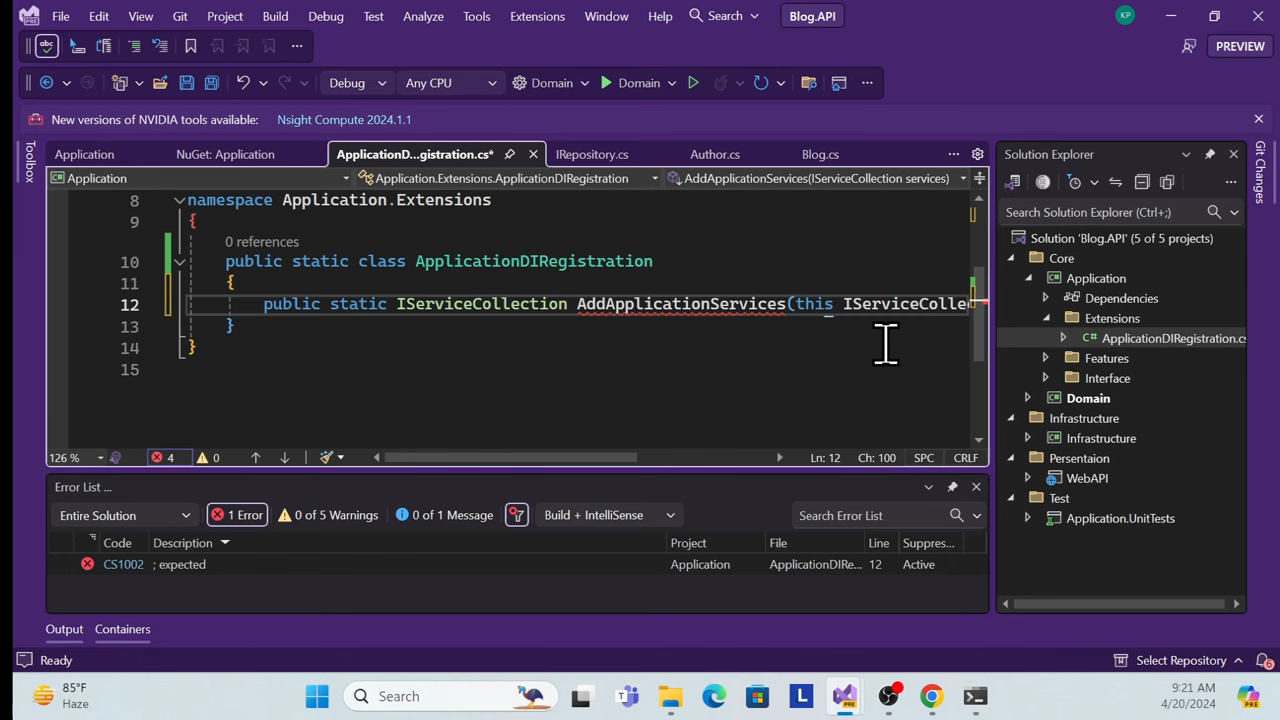 File Edit View Git Project Build Debug Test Analyze Tools Extensions Window Help Search Blog.API KP
PREVIEW
Debug Any CPU Domain Domain
New versions of NVIDIA tools available: Nsight Compute 2024.1.1
Toolbox
Application NuGet: Application ApplicationD...gistration.cs* IRepository.cs Author.cs Blog.cs
Application Application.Extensions.ApplicationDIRegistration AddApplicationServices(IServiceCollection services)
8 namespace Application.Extensions
9 {
0 references
10 public static class ApplicationDIRegistration
11 {
12 public static IServiceCollection AddApplicationServices(this IServiceColle
13 }
14 }
15
126 % 4 0 Ln: 12 Ch: 100 SPC CRLF
Error List ...
Entire Solution 1 Error 0 of 5 Warnings 0 of 1 Message Build + IntelliSense Search Error List
Code Description Project File Line Suppres...
CS1002 ; expected Application ApplicationDIRe... 12 Active
Output Containers
Solution Explorer
Search Solution Explorer (Ctrl+;)
Solution 'Blog.API' (5 of 5 projects)
Core
Application
Dependencies
Extensions
C# ApplicationDIRegistration.cs
Features
Interface
Domain
Infrastructure
Infrastructure
Persentaion
WebAPI
Test
Application.UnitTests
Git Changes
Ready Select Repository 6
85°F
Haze
Search
9:21 AM
4/20/2024